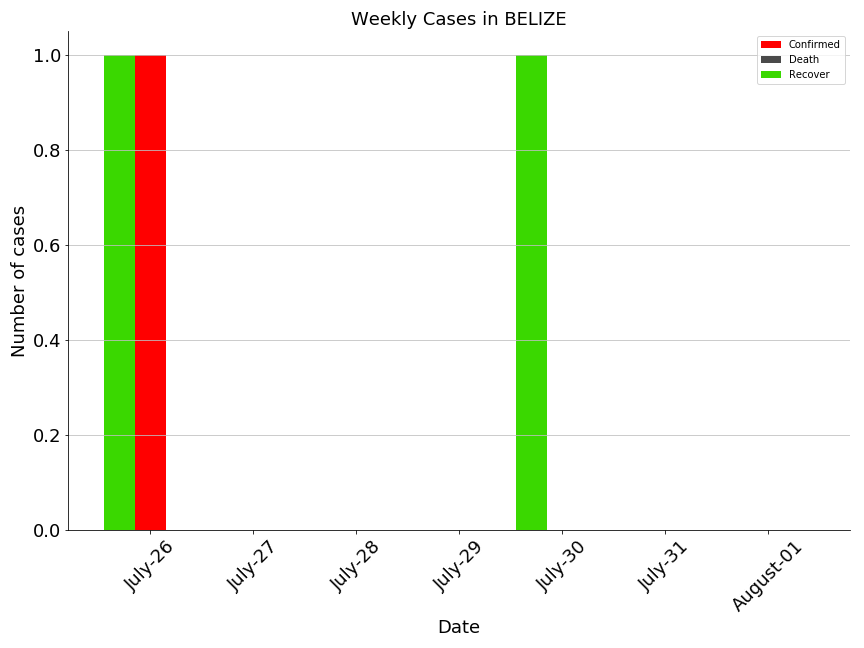 Weekly Cases in BELIZE
Confirmed
Death
Recover
Number of cases
1.0
0.8
0.6
0.4
0.2
0.0
July-26
July-27
July-28
July-29
July-30
July-31
August-01
Date